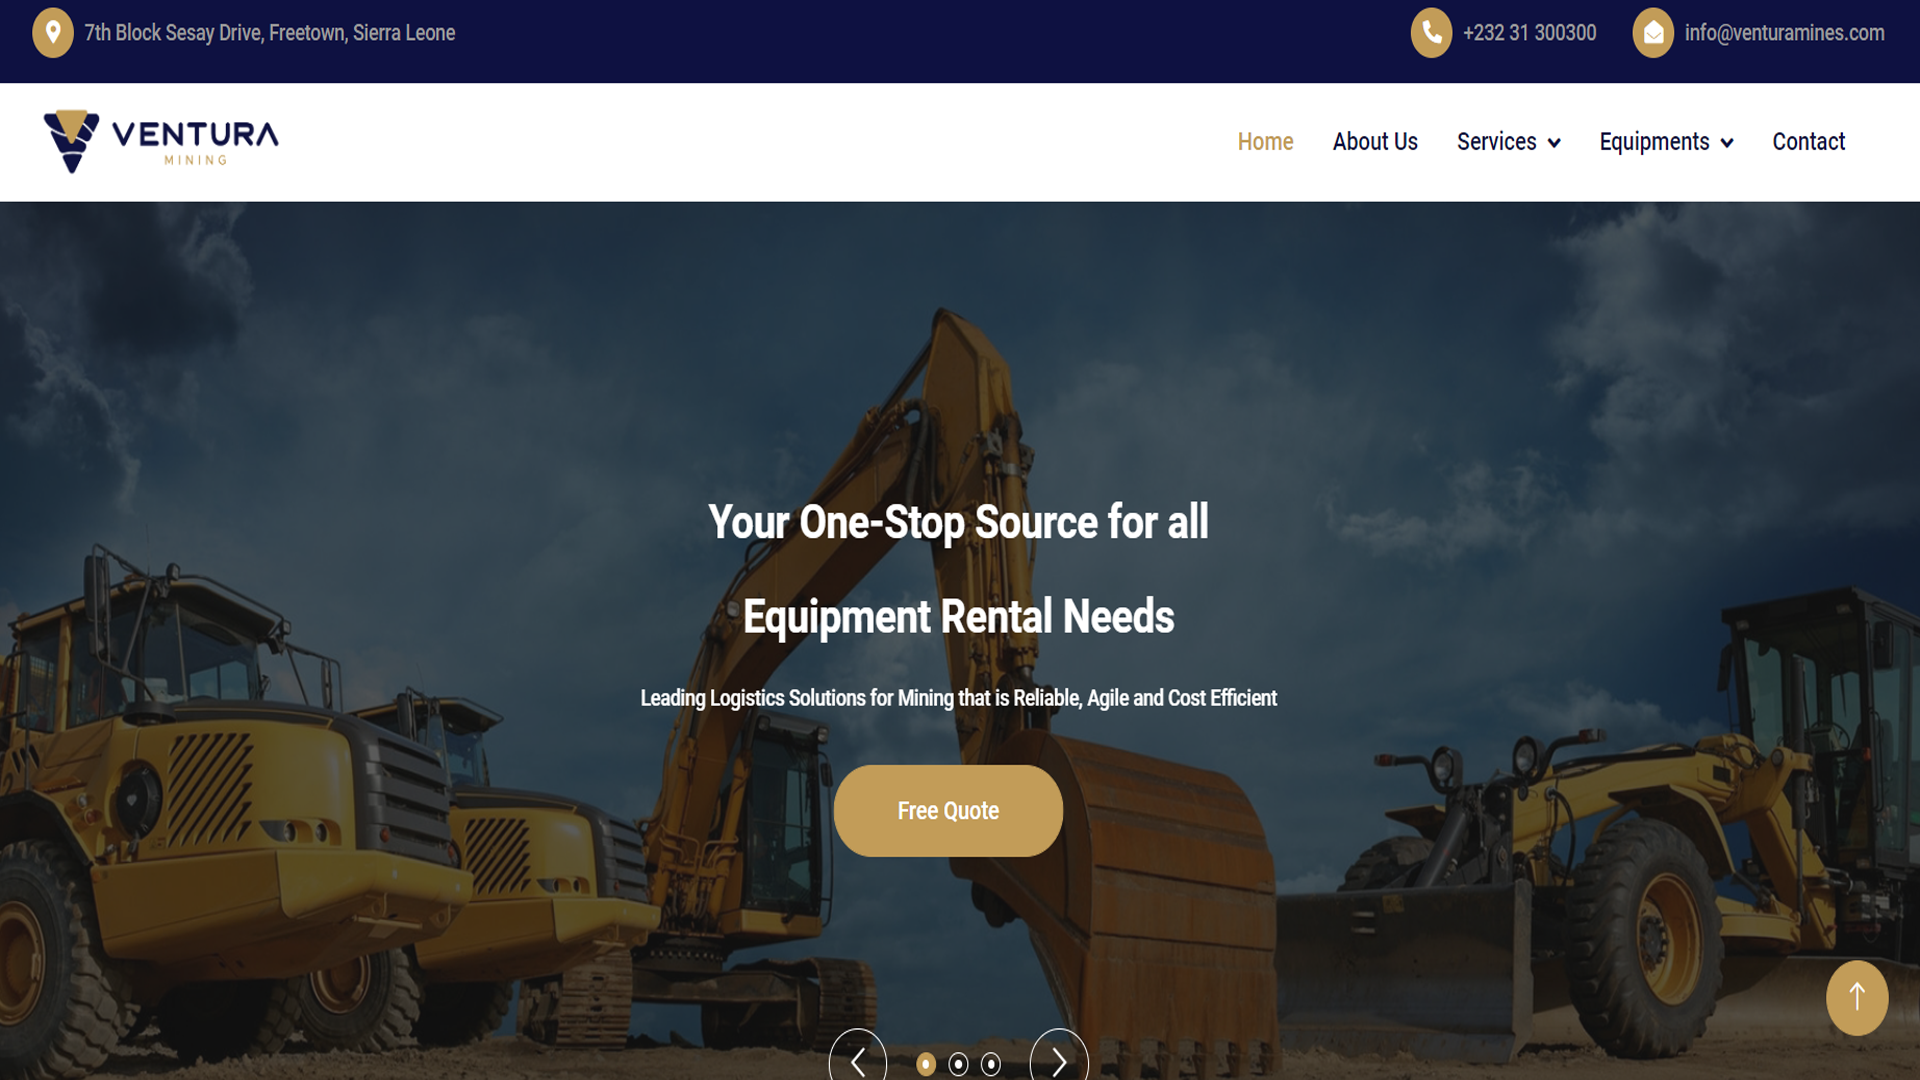 7th Block Sesay Drive, Freetown, Sierra Leone
+232 31 300300
info@venturamines.com
VENTURA
MINING
Home
About Us
Services
Equipments
Contact
Your One-Stop Source for all
Equipment Rental Needs
Leading Logistics Solutions for Mining that is Reliable, Agile and Cost Efficient
Free Quote